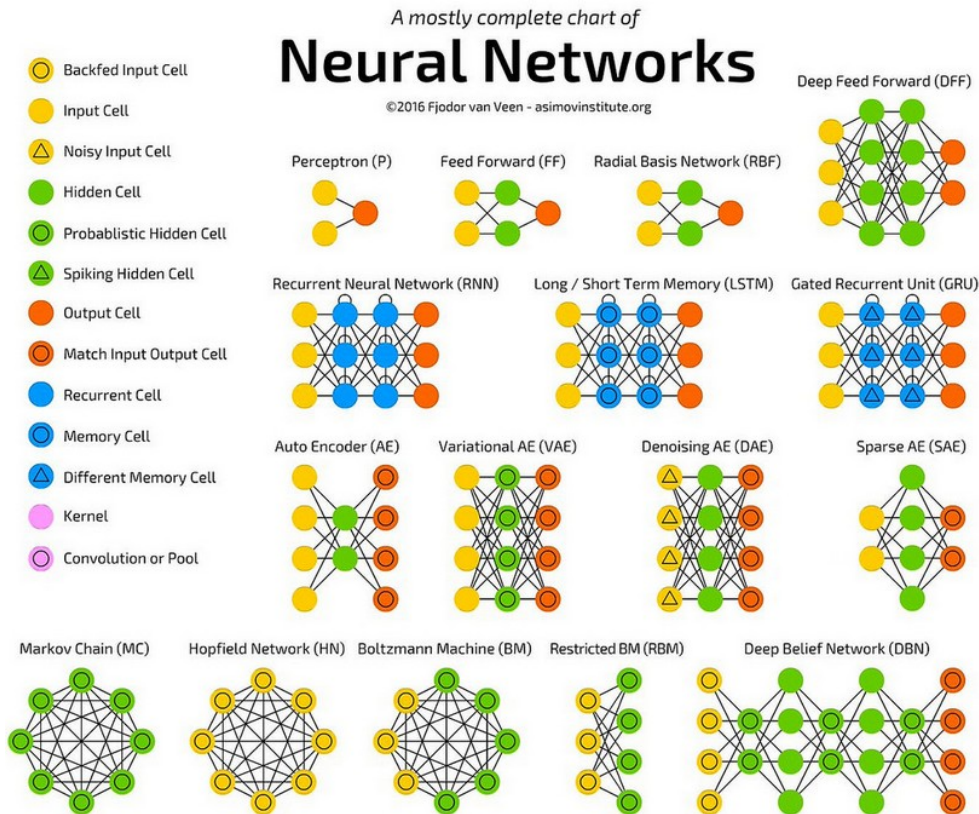 A mostly complete chart of
Neural Networks
©2016 Fjodor van Veen - asimovinstitute.org
Backfed Input Cell
Input Cell
Noisy Input Cell
Hidden Cell
Probablistic Hidden Cell
Spiking Hidden Cell
Output Cell
Match Input Output Cell
Recurrent Cell
Memory Cell
Different Memory Cell
Kernel
Convolution or Pool
Deep Feed Forward (DFF)
Perceptron (P)
Feed Forward (FF)
Radial Basis Network (RBF)
Recurrent Neural Network (RNN)
Long / Short Term Memory (LSTM)
Gated Recurrent Unit (GRU)
Auto Encoder (AE)
Variational AE (VAE)
Denoising AE (DAE)
Sparse AE (SAE)
Markov Chain (MC)
Hopfield Network (HN)
Boltzmann Machine (BM)
Restricted BM (RBM)
Deep Belief Network (DBN)